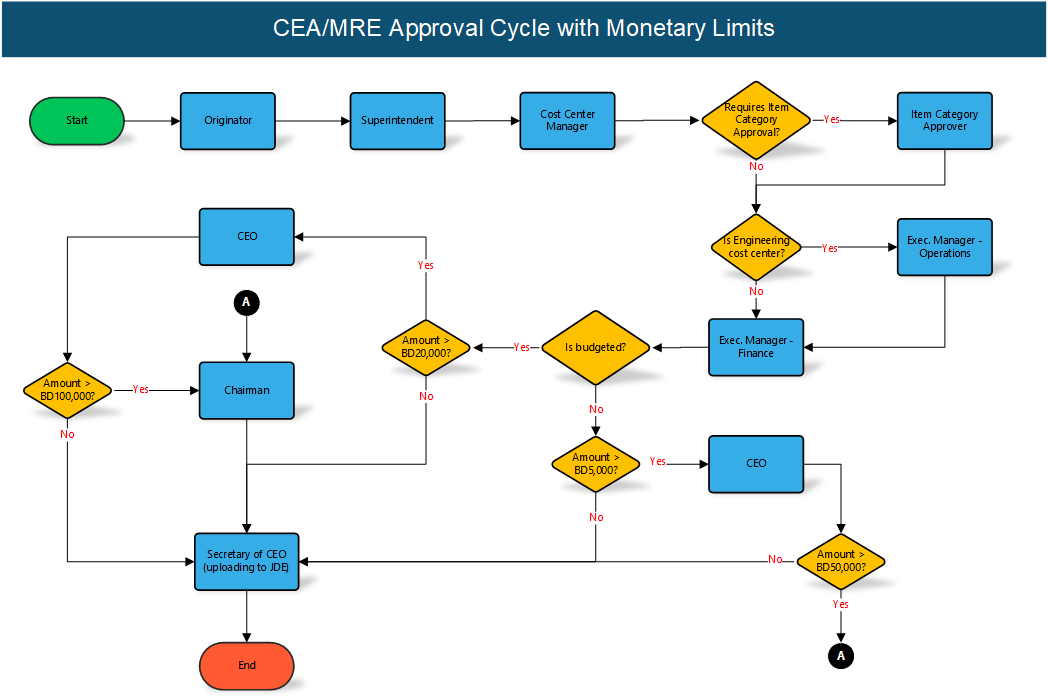 CEA/MRE Approval Cycle with Monetary Limits
Start
Originator
Superintendent
Cost Center
Manager
Requires Item
Category
Approval?
Yes
Item Category
Approver
No
CEO
Is Engineering
cost center?
Yes
Exec. Manager -
Operations
Yes
A
No
Amount >
BD20,000?
Yes
Is budgeted?
Exec. Manager -
Finance
Amount >
BD100,000?
Yes
Chairman
No
No
No
Amount >
BD5,000?
Yes
CEO
No
Secretary of CEO
(uploading to JDE)
No
Amount >
BD50,000?
Yes
End
A